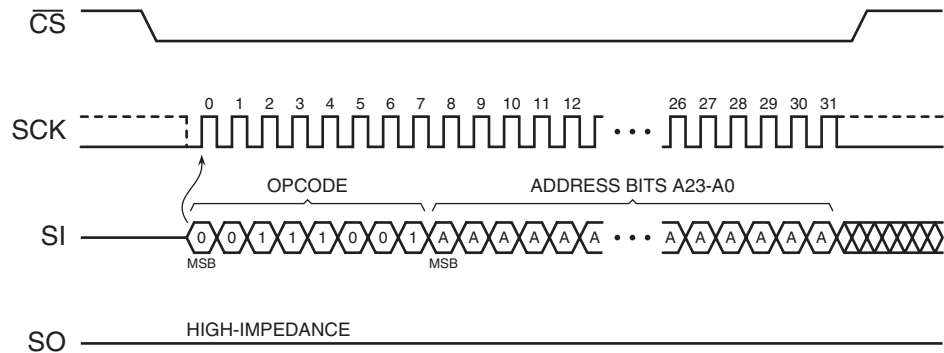 CS
0 1 2 3 4 5 6 7 8 9 10 11 12 26 27 28 29 30 31
SCK
OPCODE ADDRESS BITS A23-A0
SI 0 0 1 1 1 0 0 1 A A A A A A A A A A A A
MSB MSB
HIGH-IMPEDANCE
SO